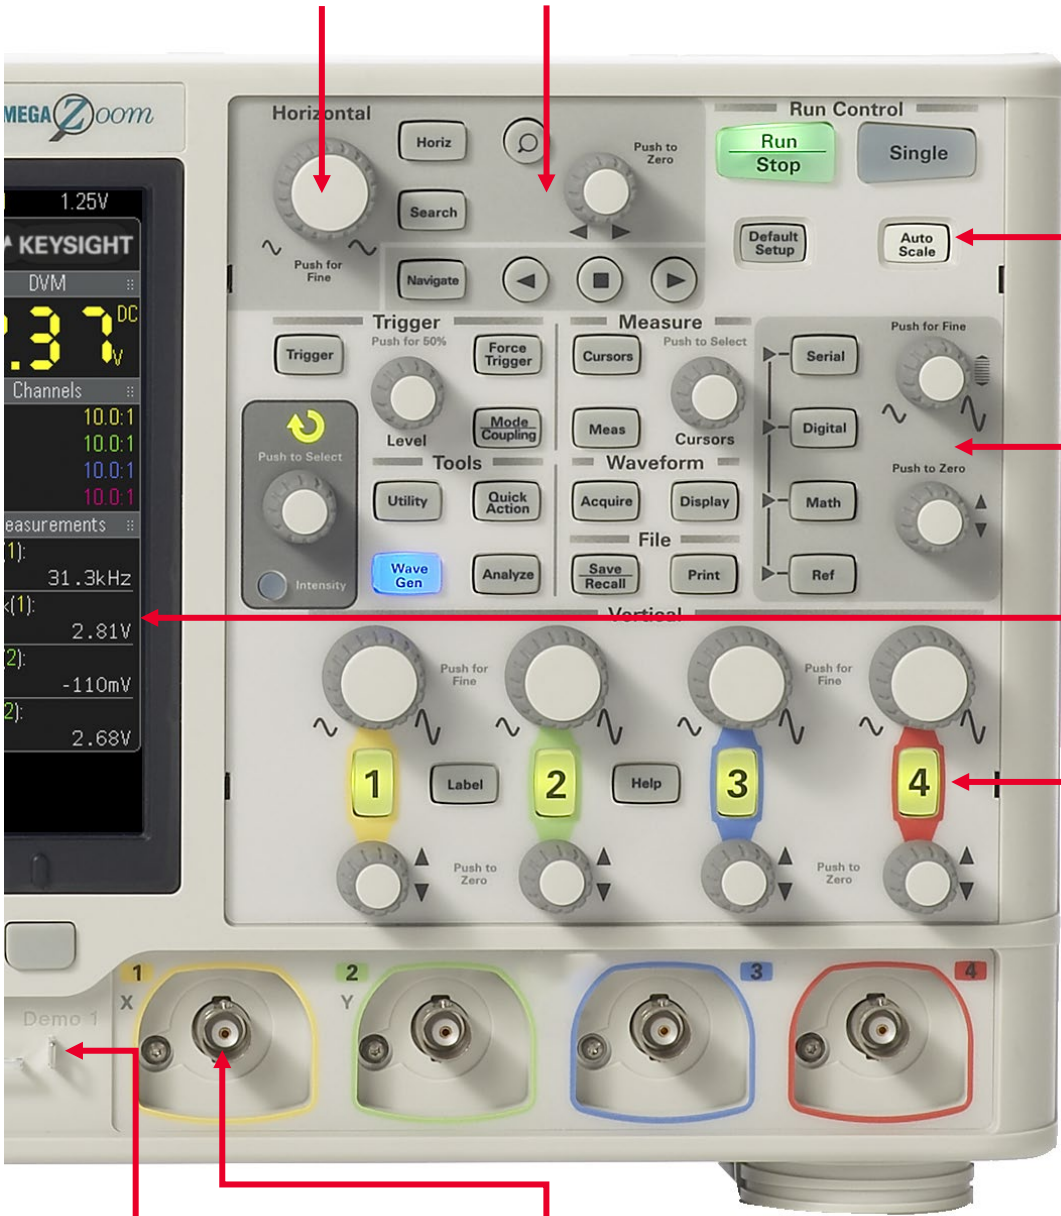 MEGA Zoom
1.25V
KEYSIGHT
DVM
.37
DC
V
Channels
10.0:1
10.0:1
10.0:1
10.0:1
easurements
(1):
31.3kHz
(1):
2.81V
(2):
-110mV
2):
2.68V
Horizontal
Horiz
Push to
Zero
Search
Push for
Fine
Navigate
Run Control
Run
Stop
Single
Default
Setup
Auto
Scale
Trigger
Push for 50%
Trigger
Force
Trigger
Level
Mode
Coupling
Push to Select
Intensity
Measure
Push to Select
Cursors
Meas
Cursors
Tools
Utility
Quick
Action
Wave
Gen
Analyze
Waveform
Acquire
Display
File
Save
Recall
Print
Push for Fine
Serial
Digital
Push to Zero
Math
Ref
Vertical
Push for
Fine
Push for
Fine
1
Label
2
Help
3
4
Push to
Zero
Push to
Zero
1
2
3
4
X
Y
Demo 1